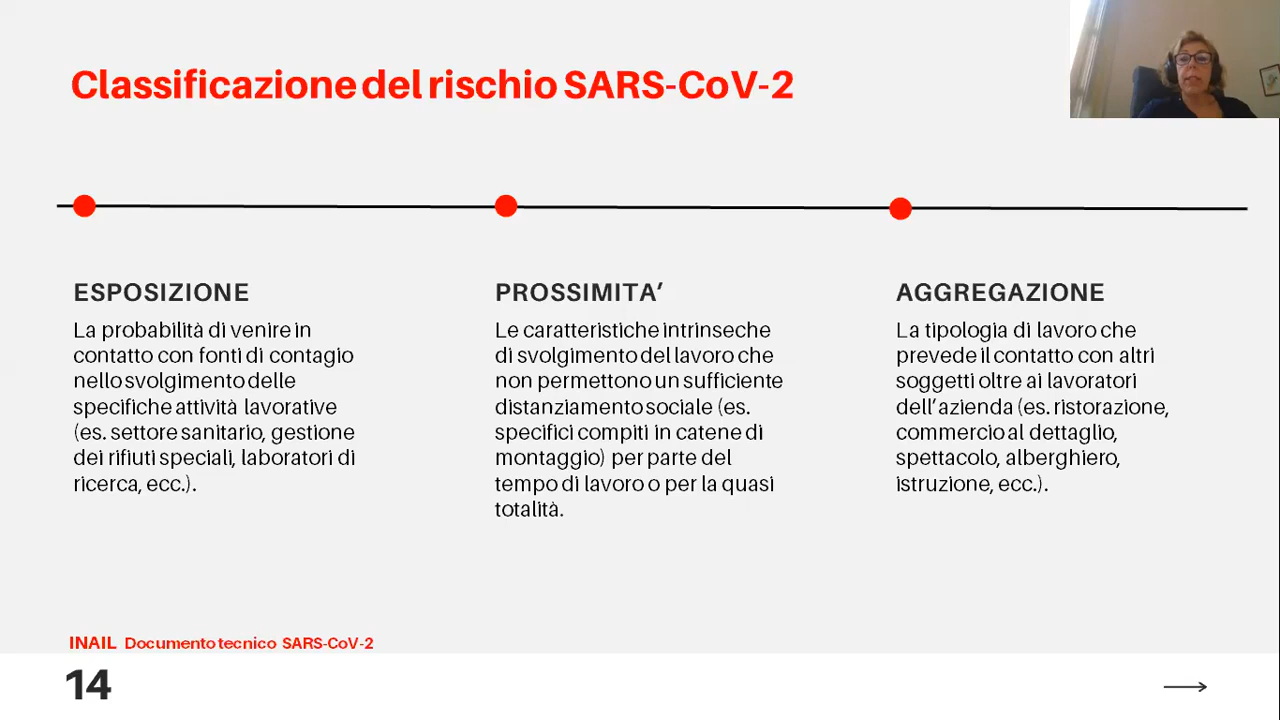 Classificazione del rischio SARS-CoV-2
ESPOSIZIONE
La probabilità di venire in
contatto con fonti di contagio
nello svolgimento delle
specifiche attività lavorative
(es. settore sanitario, gestione
dei rifiuti speciali, laboratori di
ricerca, ecc.).
PROSSIMITA’
Le caratteristiche intrinseche
di svolgimento del lavoro che
non permettono un sufficiente
distanziamento sociale (es.
specifici compiti in catene di
montaggio) per parte del
tempo di lavoro o per la quasi
totalità.
AGGREGAZIONE
La tipologia di lavoro che
prevede il contatto con altri
soggetti oltre ai lavoratori
dell’azienda (es. ristorazione,
commercio al dettaglio,
spettacolo, alberghiero,
istruzione, ecc.).
INAIL Documento tecnico SARS-CoV-2
14